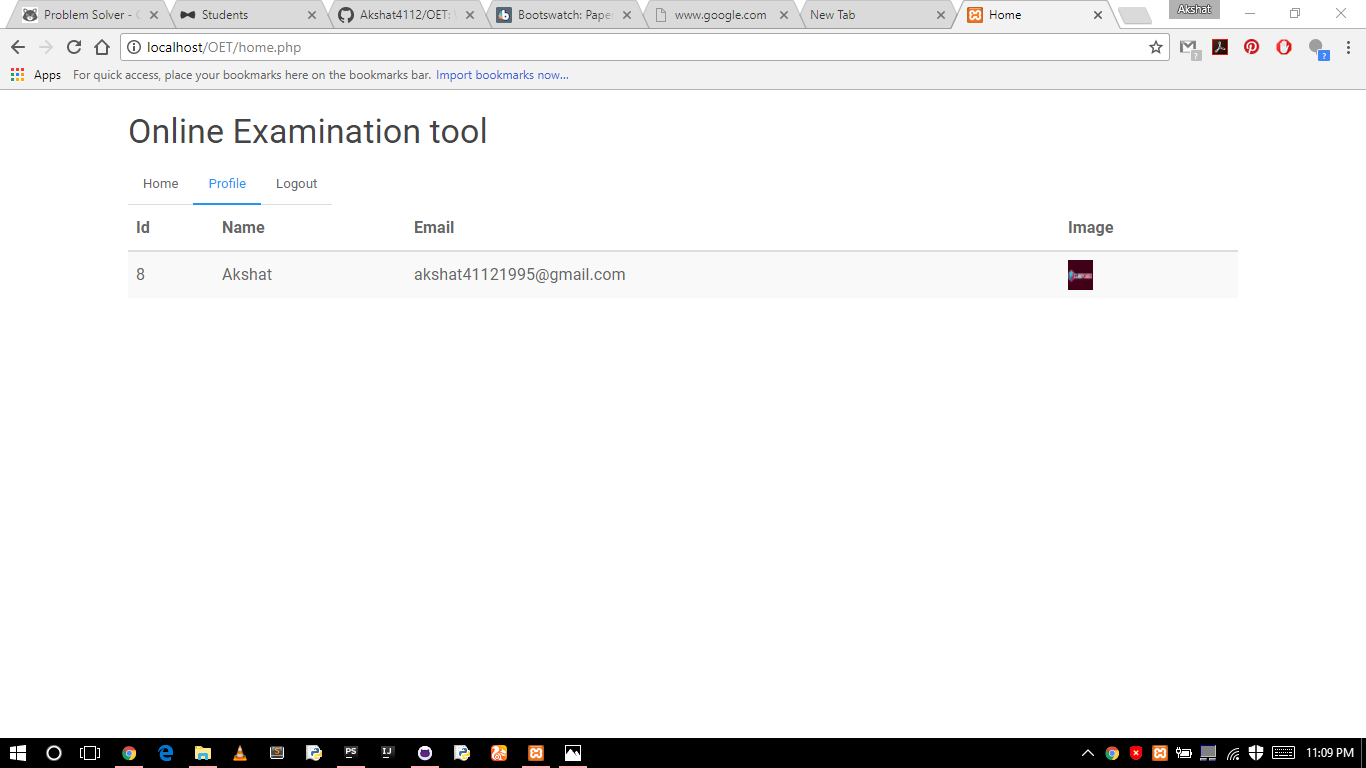 Problem Solver - C
Students
Akshat4112/OET: W
Bootswatch: Pape
www.google.com
New Tab
Home
Akshat
localhost/OET/home.php
Apps For quick access, place your bookmarks here on the bookmarks bar. Import bookmarks now...
Online Examination tool
Home Profile Logout
Id Name Email Image
8 Akshat akshat41121995@gmail.com
PS
IJ
11:09 PM